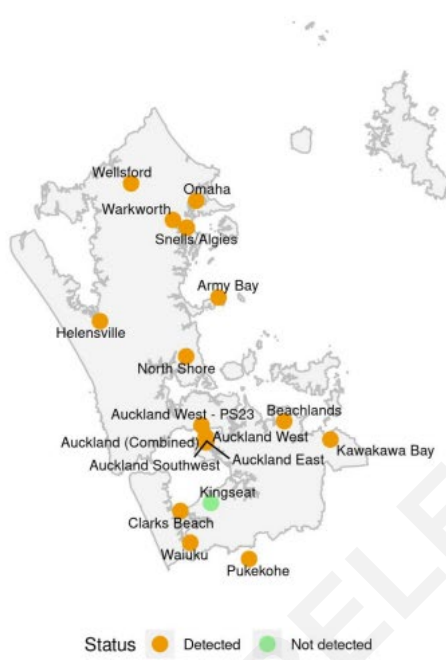 Wellsford
Omaha
Warkworth
Snells/Algies
Army Bay
Helensville
North Shore
Auckland West - PS23
Beachlands
Auckland (Combined)
Auckland West
Kawakawa Bay
Auckland Southwest
Auckland East
Kingseat
Clarks Beach
Waiuku
Pukekohe
Status Detected Not detected